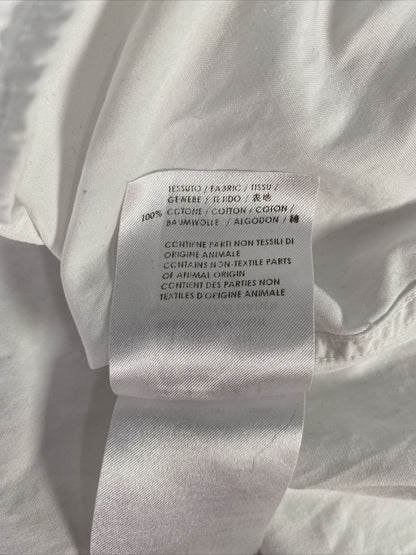 TESSUTO / FABRIC / TISSU /
GEWEBE / TEJIDO / 表地
100% COTONE / COTTON / COTON /
BAUMWOLLE / ALGODON / 棉
CONTIENE PARTI NON TESSILI DI
ORIGINE ANIMALE
CONTAINS NON-TEXTILE PARTS
OF ANIMAL ORIGIN
CONTIENT DES PARTIES NON
TEXTILES D'ORIGINE ANIMALE